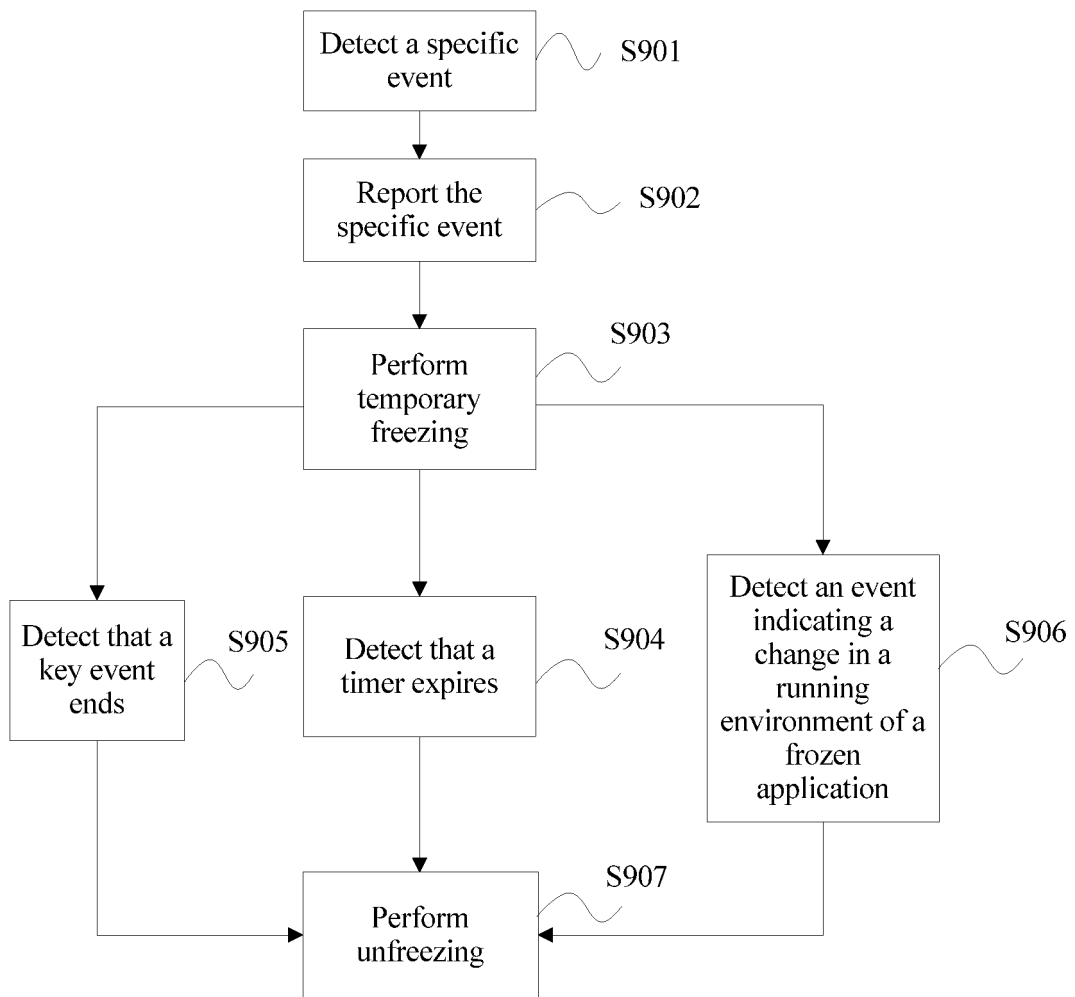 Detect a specific
event
S901
Report the
specific event
S902
Perform
temporary
freezing
S903
Detect that a
key event
ends
S905
Detect that a
timer expires
S904
Detect an event
indicating a
change in a
running
environment of a
frozen
application
S906
Perform
unfreezing
S907